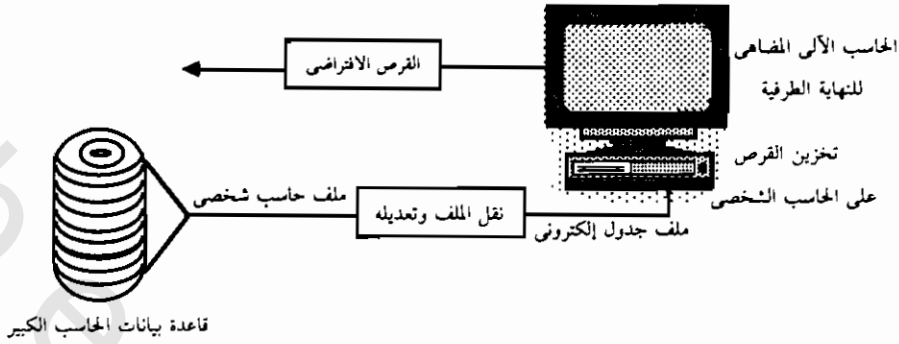 الحاسب الآلى المضاهى
للنهاية الطرفية
القرص الافتراضى
تخزين القرص
على الحاسب الشخصى
ملف حاسب شخصى
نقل الملف وتعديله
ملف جدول إلكترونى
قاعدة بيانات الحاسب الكبير